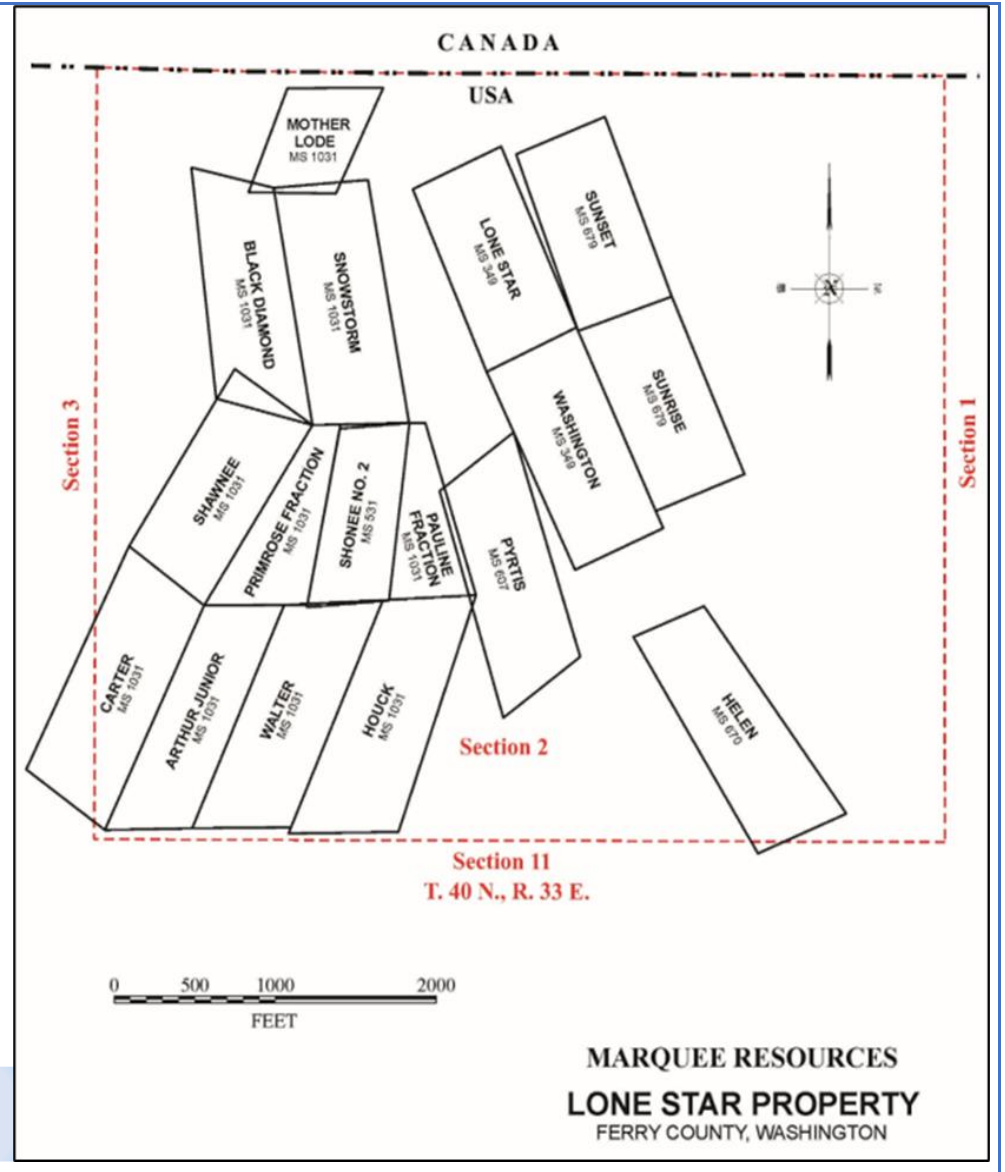 CANADA
USA
MOTHER
LODE
MS 1031
SUNSET
MS 679
LONE STAR
MS 349
BLACK DIAMOND
MS 1031
SNOWSTORM
MS 1031
SUNRISE
MS 679
WASHINGTON
MS 349
Section 3
Section 1
SHAWNEE
MS 1031
PRIMROSE FRACTION
MS 1031
SHONEE NO. 2
MS 531
PAULINE
FRACTION
MS 1031
PYRTIS
MS 607
CARTER
MS 1031
ARTHUR JUNIOR
MS 1031
WALTER
MS 1031
HOUCK
MS 1031
HELEN
MS 670
Section 2
Section 11
T. 40 N., R. 33 E.
0 500 1000 2000
FEET
MARQUEE RESOURCES
LONE STAR PROPERTY
FERRY COUNTY, WASHINGTON